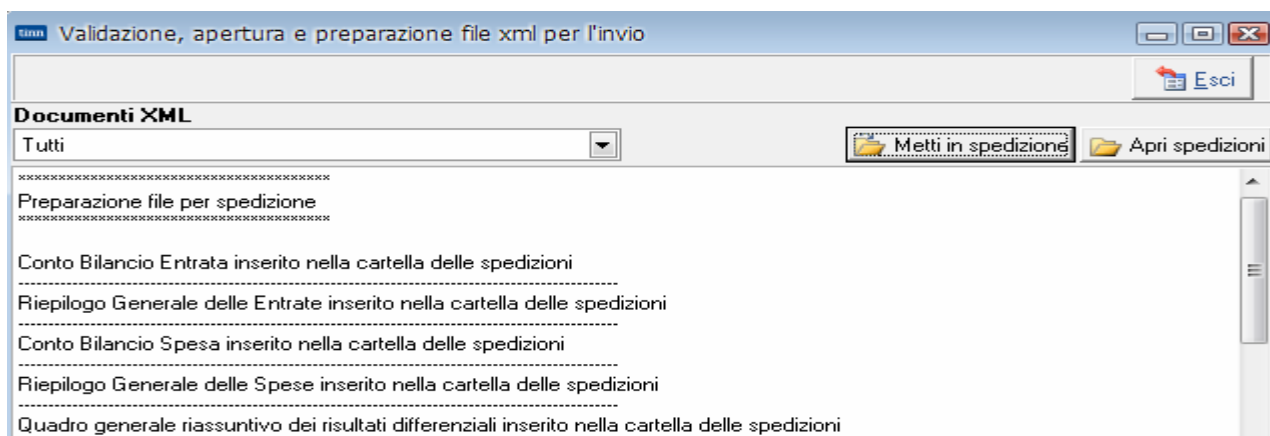 tinn Validazione, apertura e preparazione file xml per l'invio
Esci
Documenti XML
Tutti Metti in spedizione Apri spedizioni
****************************************
Preparazione file per spedizione
****************************************
Conto Bilancio Entrata inserito nella cartella delle spedizioni
----------------------------------------------------------------------------------------------------
Riepilogo Generale delle Entrate inserito nella cartella delle spedizioni
----------------------------------------------------------------------------------------------------
Conto Bilancio Spesa inserito nella cartella delle spedizioni
----------------------------------------------------------------------------------------------------
Riepilogo Generale delle Spese inserito nella cartella delle spedizioni
----------------------------------------------------------------------------------------------------
Quadro generale riassuntivo dei risultati differenziali inserito nella cartella delle spedizioni